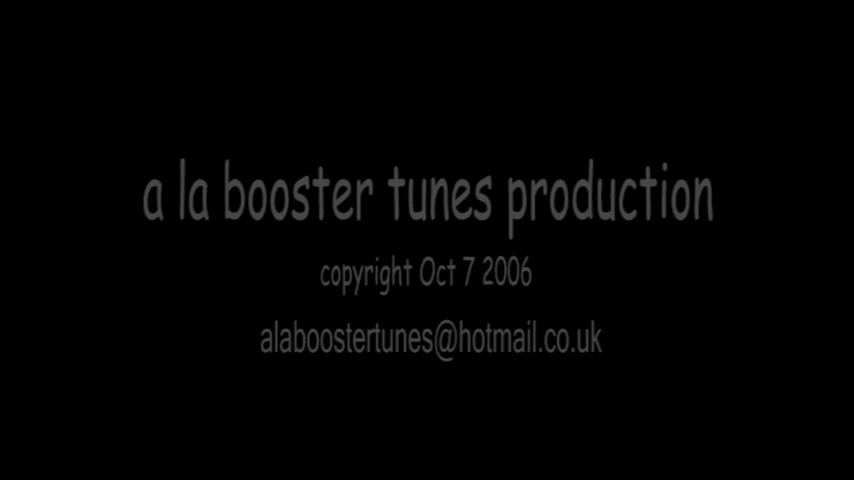 a la booster tunes production
copyright Oct 7 2006
alaboostertunes@hotmail.co.uk